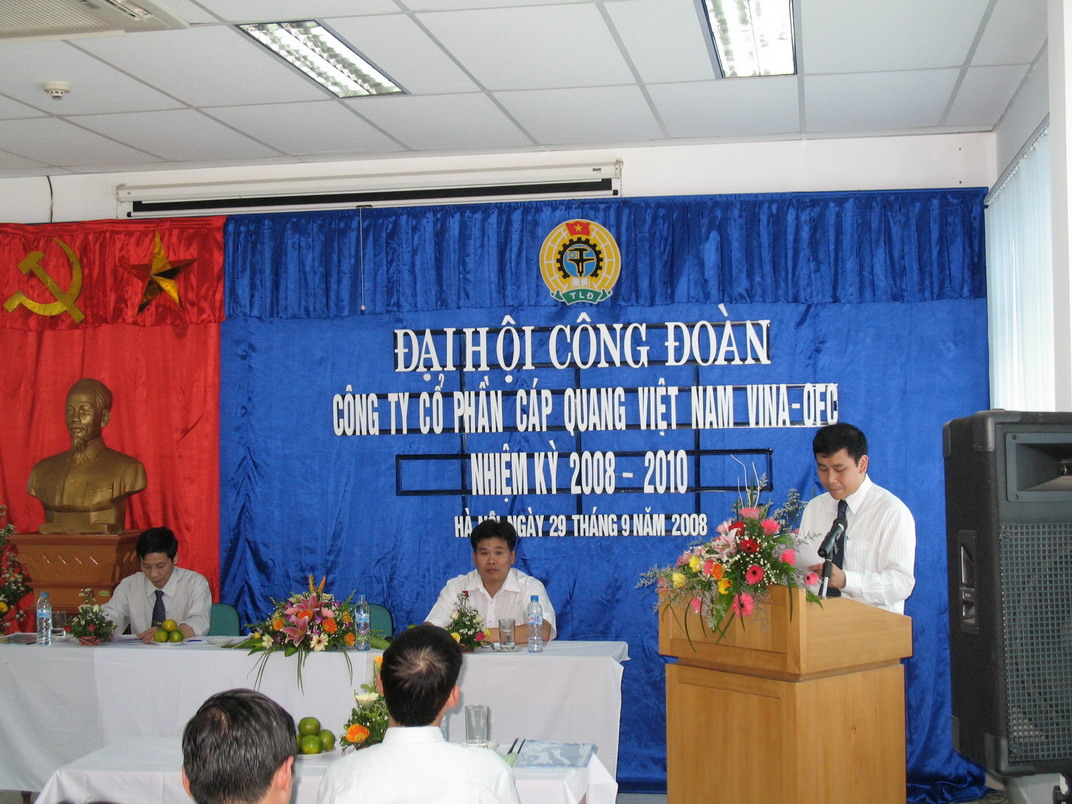 TLĐ
ĐẠI HỘI CÔNG ĐOÀN
CÔNG TY CỔ PHẦN CÁP QUANG VIỆT NAM VINA-OFC
NHIỆM KỲ 2008 - 2010
HÀ NỘI, NGÀY 29 THÁNG 9 NĂM 2008